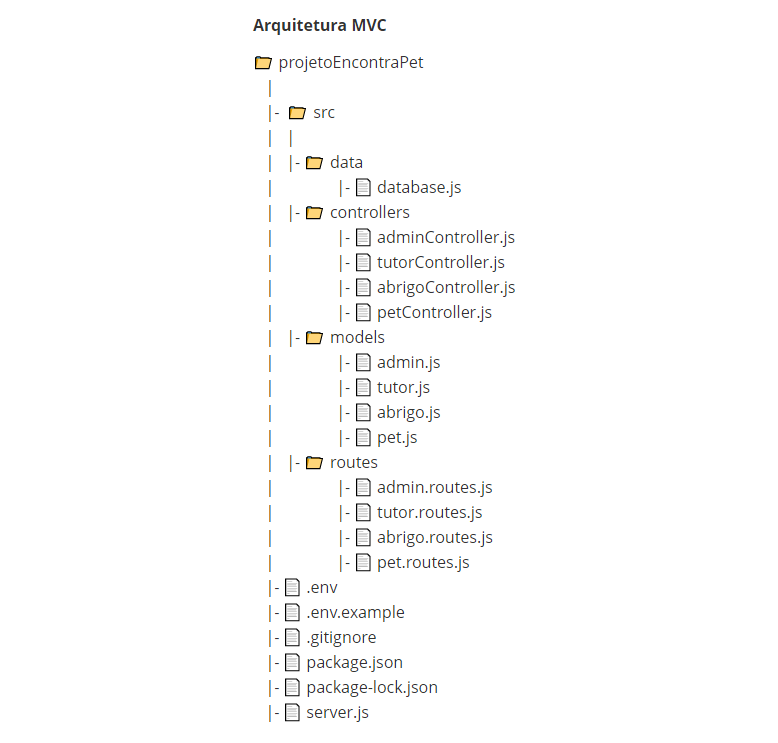 Arquitetura MVC
projetoEncontraPet
|
|- src
| |
| |- data
| |- database.js
| |- controllers
| |- adminController.js
| |- tutorController.js
| |- abrigoController.js
| |- petController.js
| |- models
| |- admin.js
| |- tutor.js
| |- abrigo.js
| |- pet.js
| |- routes
| |- admin.routes.js
| |- tutor.routes.js
| |- abrigo.routes.js
| |- pet.routes.js
|- .env
|- .env.example
|- .gitignore
|- package.json
|- package-lock.json
|- server.js